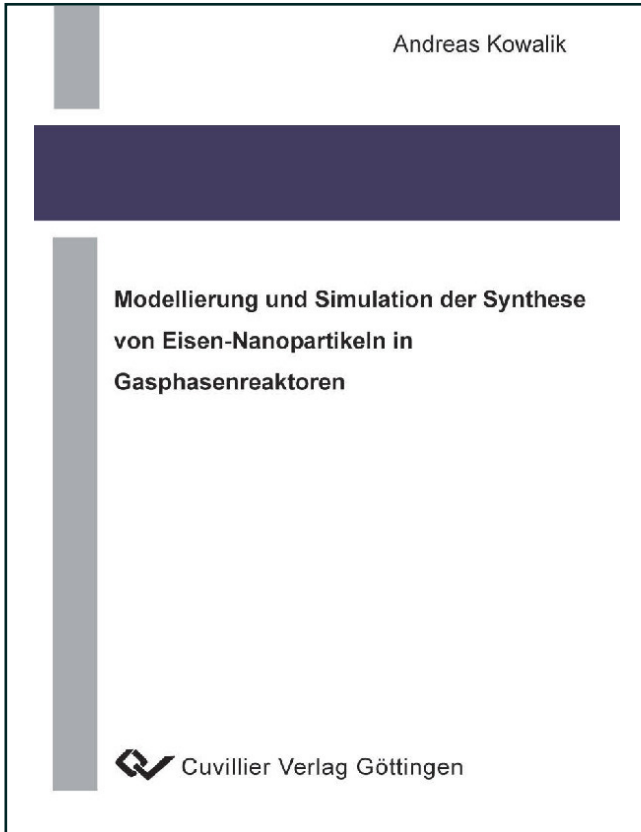 Andreas Kowalik
Modellierung und Simulation der Synthese
von Eisen-Nanopartikeln in
Gasphasenreaktoren
Cuvillier Verlag Göttingen